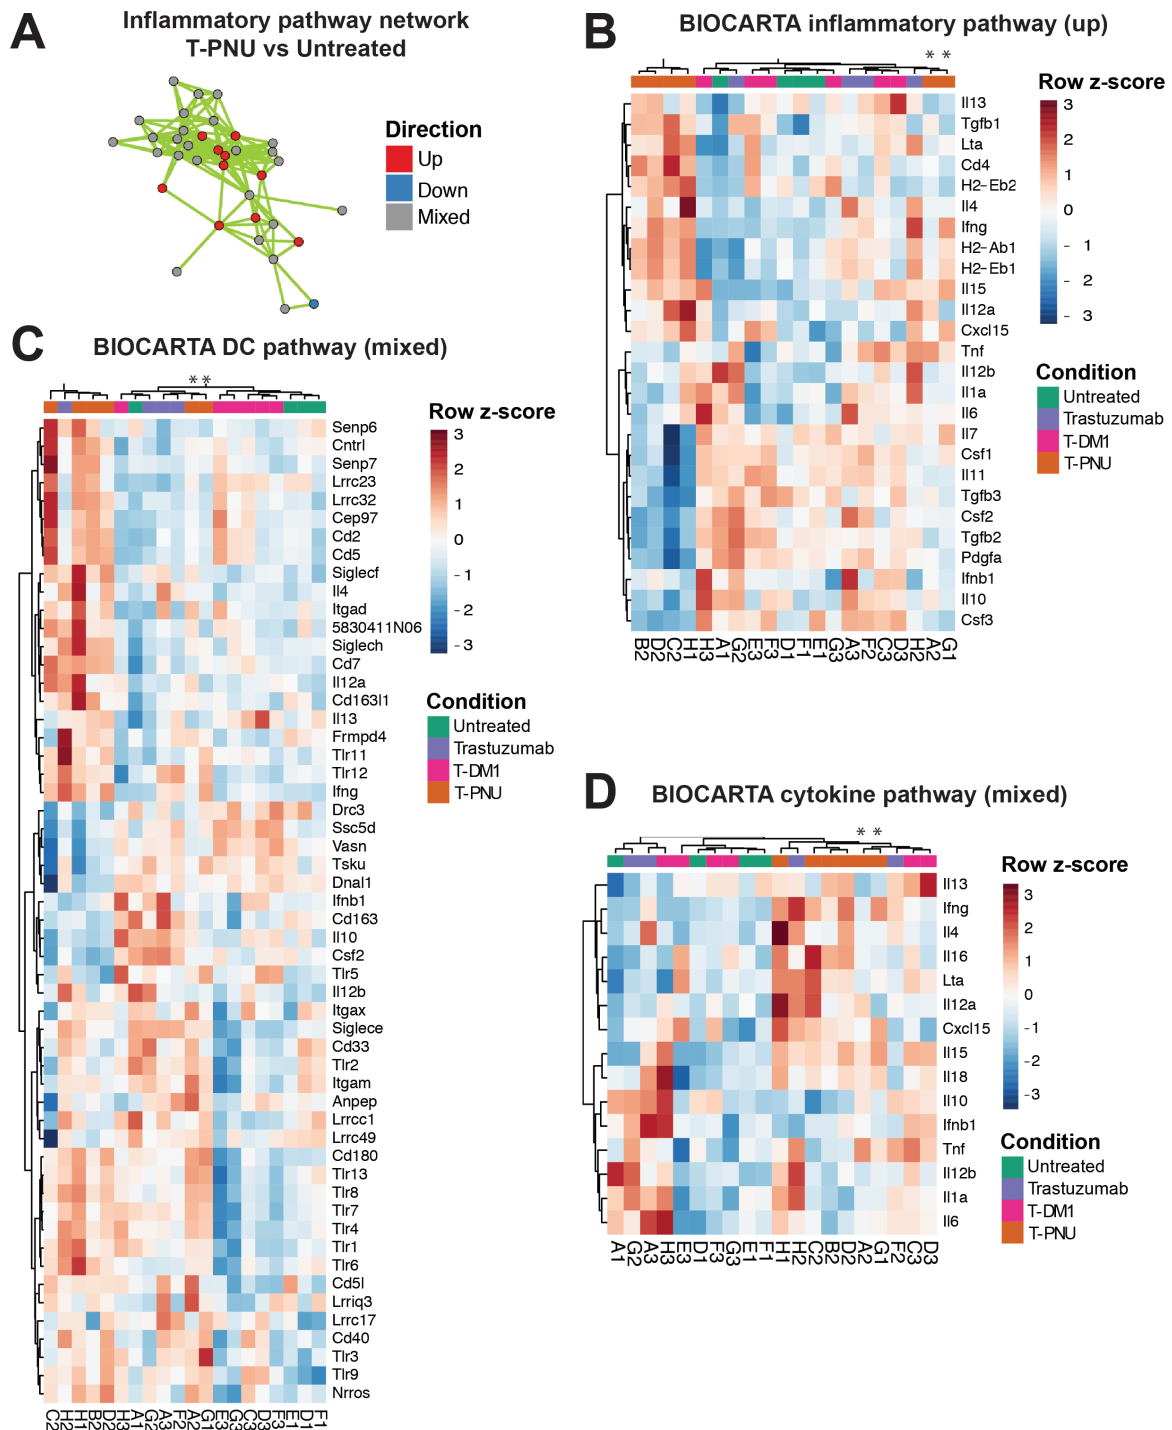 A
Inflammatory pathway network
T-PNU vs Untreated
Direction
Up
Down
Mixed
B
BIOCARTA inflammatory pathway (up)
* *
Il13
Tgfb1
Lta
Cd4
H2-Eb2
Il4
Ifng
H2-Ab1
H2-Eb1
Il15
Il12a
Cxcl15
Tnf
Il12b
Il1a
Il6
Il7
Csf1
Il11
Tgfb3
Csf2
Tgfb2
Pdgfa
Ifnb1
Il10
Csf3
B2 D2 C2 H1 H3 A1 G2 E3 F3 D1 F1 E1 G3 A3 F2 C3 D3 H2 A2 G1
Row z-score
3
2
1
0
- 1
- 2
- 3
Condition
Untreated
Trastuzumab
T-DM1
T-PNU
C
BIOCARTA DC pathway (mixed)
* *
Senp6
Cntrl
Senp7
Lrrc23
Lrrc32
Cep97
Cd2
Cd5
Siglecf
Il4
Itgad
5830411N06
Siglech
Cd7
Il12a
Cd163l1
Il13
Frmpd4
Tlr11
Tlr12
Ifng
Drc3
Ssc5d
Vasn
Tsku
Dnal1
Ifnb1
Cd163
Il10
Csf2
Tlr5
Il12b
Itgax
Siglece
Cd33
Tlr2
Itgam
Anpep
Lrrcc1
Lrrc49
Cd180
Tlr13
Tlr8
Tlr7
Tlr4
Tlr1
Tlr6
Cd5l
Lrriq3
Lrrc17
Cd40
Tlr3
Tlr9
Nrros
C2 H2 H1 B2 D2 H3 A1 G2 A3 F2 A2 G1 E3 G3 C3 D3 F3 E1 D1 F1
Row z-score
3
2
1
0
- 1
- 2
- 3
Condition
Untreated
Trastuzumab
T-DM1
T-PNU
D
BIOCARTA cytokine pathway (mixed)
* *
Il13
Ifng
Il4
Il16
Lta
Il12a
Cxcl15
Il15
Il18
Il10
Ifnb1
Tnf
Il12b
Il1a
Il6
A1 G2 A3 H3 E3 D1 F3 G3 E1 F1 H1 H2 C2 B2 D2 A2 G1 F2 C3 D3
Row z-score
3
2
1
0
-1
-2
-3
Condition
Untreated
Trastuzumab
T-DM1
T-PNU